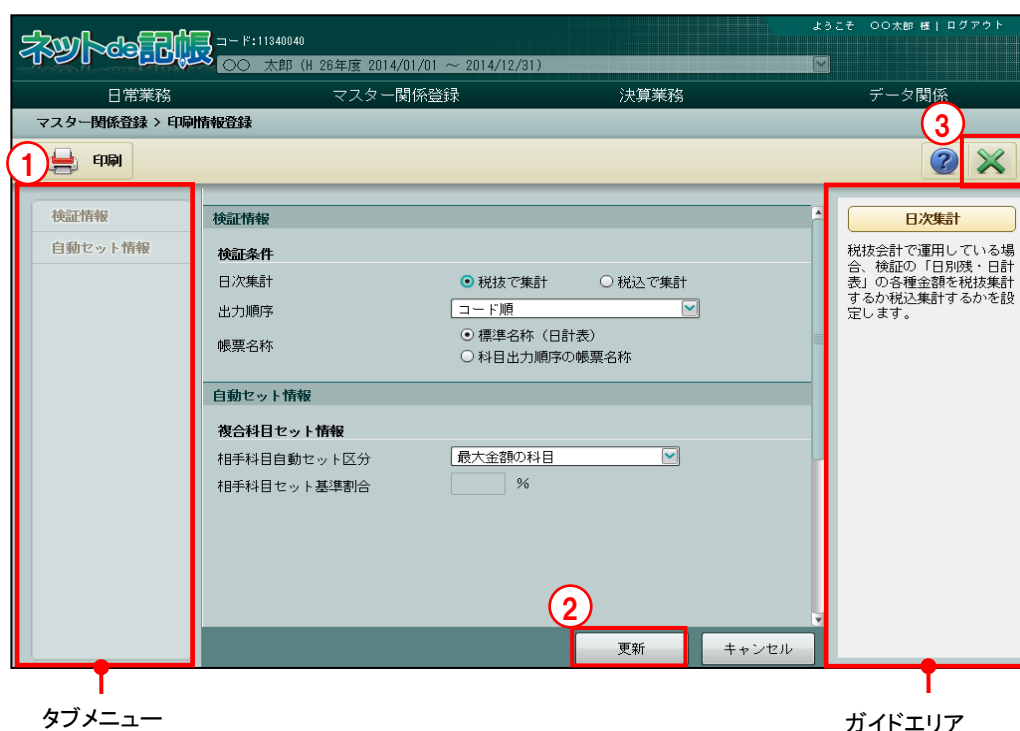 ネットde記帳
コード:11340040
ようこそ 〇〇太郎 様 | ログアウト
〇〇 太郎 (H 26年度 2014/01/01 ～ 2014/12/31)
日常業務 マスター関係登録 決算業務 データ関係
マスター関係登録 > 印刷情報登録
① 印刷 ③
検証情報
自動セット情報
検証情報
検証条件
日次集計 税抜で集計 税込で集計
出力順序 コード順
帳票名称 標準名称（日計表）
科目出力順序の帳票名称
自動セット情報
複合科目セット情報
相手科目自動セット区分 最大金額の科目
相手科目セット基準割合 %
②
更新 キャンセル
日次集計
税抜会計で運用している場
合、検証の「日別残・日計
表」の各種金額を税抜集計
するか税込集計するかを設
定します。
タブメニュー
ガイドエリア